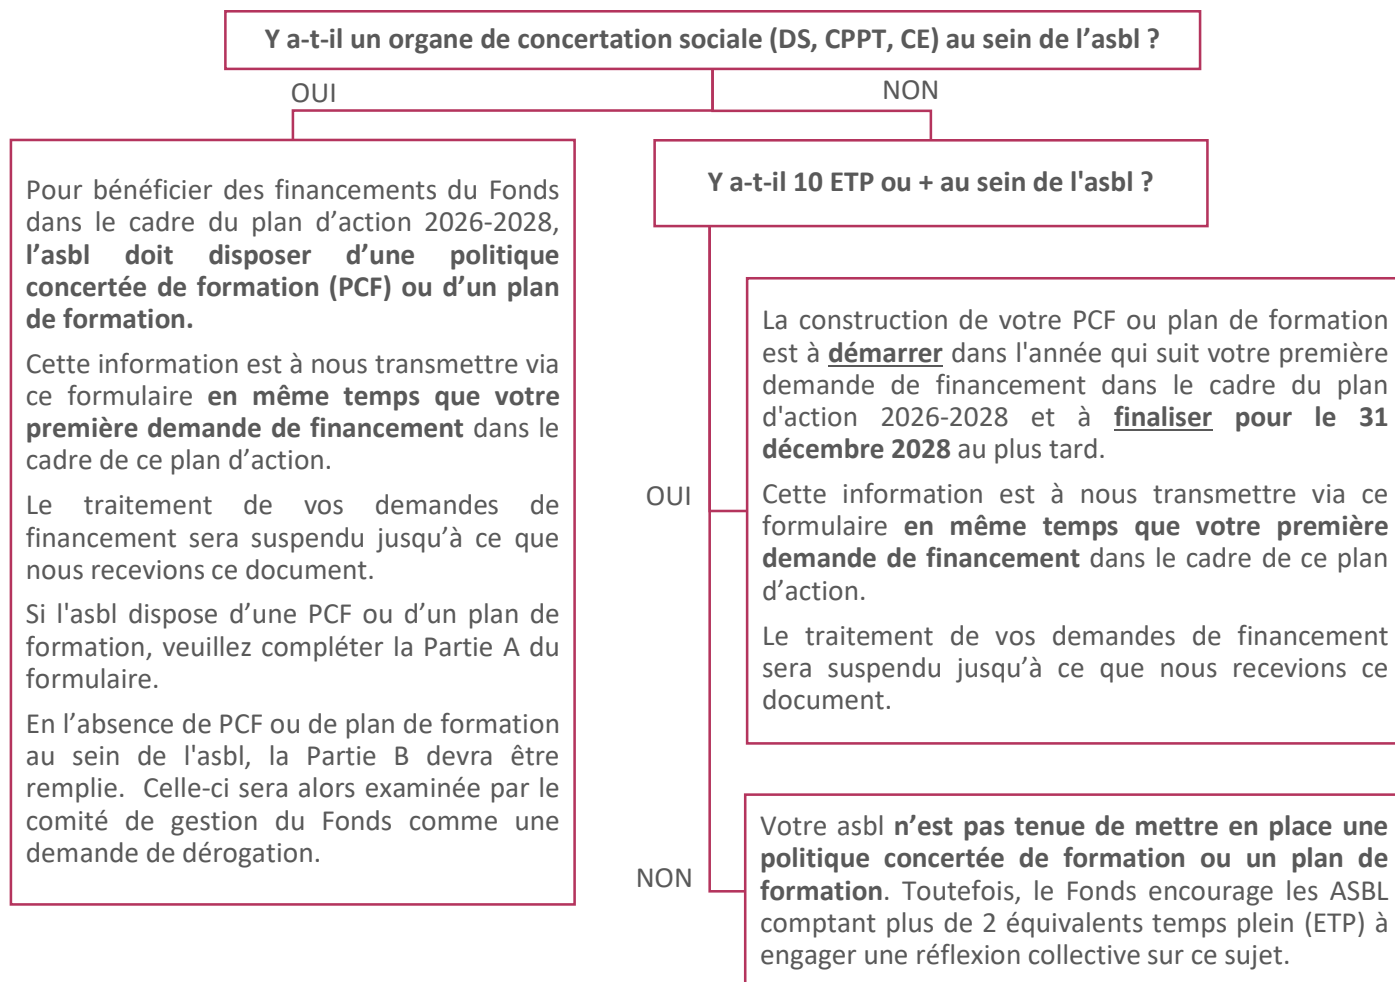 Y a-t-il un organe de concertation sociale (DS, CPPT, CE) au sein de l’asbl ?
OUI
NON
Pour bénéficier des financements du Fonds
dans le cadre du plan d’action 2026-2028,
l’asbl doit disposer d’une politique
concertée de formation (PCF) ou d’un plan
de formation.
Cette information est à nous transmettre via
ce formulaire en même temps que votre
première demande de financement dans le
cadre de ce plan d’action.
Le traitement de vos demandes de
financement sera suspendu jusqu’à ce que
nous recevions ce document.
Si l'asbl dispose d’une PCF ou d’un plan de
formation, veuillez compléter la Partie A du
formulaire.
En l’absence de PCF ou de plan de formation
au sein de l'asbl, la Partie B devra être
remplie. Celle-ci sera alors examinée par le
comité de gestion du Fonds comme une
demande de dérogation.
Y a-t-il 10 ETP ou + au sein de l'asbl ?
OUI
La construction de votre PCF ou plan de formation
est à démarrer dans l'année qui suit votre première
demande de financement dans le cadre du plan
d'action 2026-2028 et à finaliser pour le 31
décembre 2028 au plus tard.
Cette information est à nous transmettre via ce
formulaire en même temps que votre première
demande de financement dans le cadre de ce plan
d’action.
Le traitement de vos demandes de financement
sera suspendu jusqu’à ce que nous recevions ce
document.
NON
Votre asbl n’est pas tenue de mettre en place une
politique concertée de formation ou un plan de
formation. Toutefois, le Fonds encourage les ASBL
comptant plus de 2 équivalents temps plein (ETP) à
engager une réflexion collective sur ce sujet.